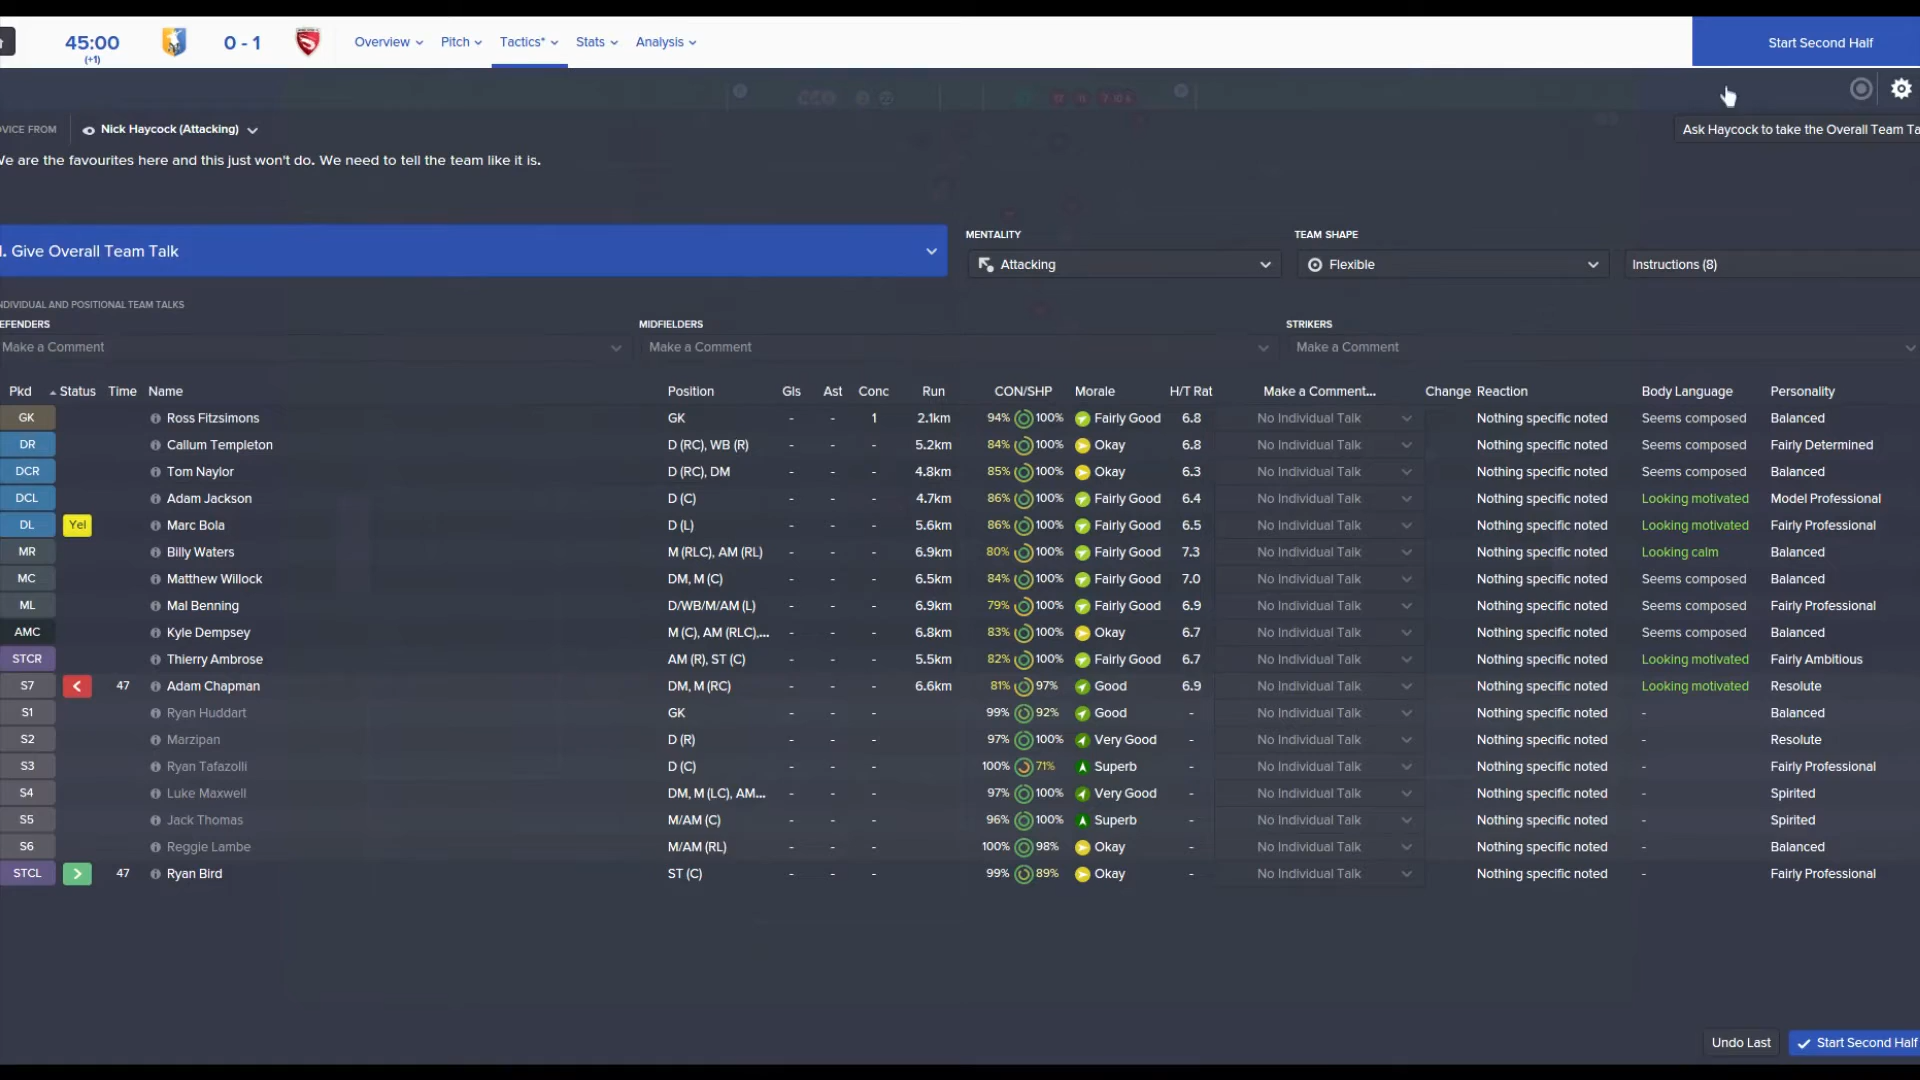 45:00
(+1)
0 - 1
Overview
Pitch
Tactics*
Stats
Analysis
Start Second Half
VICE FROM
Nick Haycock (Attacking)
Ask Haycock to take the Overall Team Ta
We are the favourites here and this just won't do. We need to tell the team like it is.
Give Overall Team Talk
MENTALITY
Attacking
TEAM SHAPE
Flexible
Instructions (8)
NDIVIDUAL AND POSITIONAL TEAM TALKS
EFENDERS
Make a Comment
MIDFIELDERS
Make a Comment
STRIKERS
Make a Comment
Pkd Status Time Name Position Gls Ast Conc Run CON/SHP Morale H/T Rat Make a Comment... Change Reaction Body Language Personality
GK Ross Fitzsimons GK - - 1 2.1km 94% 100% Fairly Good 6.8 No Individual Talk Nothing specific noted Seems composed Balanced
DR Callum Templeton D (RC), WB (R) - - - 5.2km 84% 100% Okay 6.8 No Individual Talk Nothing specific noted Seems composed Fairly Determined
DCR Tom Naylor D (RC), DM - - - 4.8km 85% 100% Okay 6.3 No Individual Talk Nothing specific noted Seems composed Balanced
DCL Adam Jackson D (C) - - - 4.7km 86% 100% Fairly Good 6.4 No Individual Talk Nothing specific noted Looking motivated Model Professional
DL Yel Marc Bola D (L) - - - 5.6km 86% 100% Fairly Good 6.5 No Individual Talk Nothing specific noted Looking motivated Fairly Professional
MR Billy Waters M (RLC), AM (RL) - - - 6.9km 80% 100% Fairly Good 7.3 No Individual Talk Nothing specific noted Looking calm Balanced
MC Matthew Willock DM, M (C) - - - 6.5km 84% 100% Fairly Good 7.0 No Individual Talk Nothing specific noted Seems composed Balanced
ML Mal Benning D/WB/M/AM (L) - - - 6.9km 79% 100% Fairly Good 6.9 No Individual Talk Nothing specific noted Seems composed Fairly Professional
AMC Kyle Dempsey M (C), AM (RLC),... - - - 6.8km 83% 100% Okay 6.7 No Individual Talk Nothing specific noted Seems composed Balanced
STCR Thierry Ambrose AM (R), ST (C) - - - 5.5km 82% 100% Fairly Good 6.7 No Individual Talk Nothing specific noted Looking motivated Fairly Ambitious
S7 47 Adam Chapman DM, M (RC) - - - 6.6km 81% 97% Good 6.9 No Individual Talk Nothing specific noted Looking motivated Resolute
S1 Ryan Huddart GK - - - 99% 92% Good - No Individual Talk Nothing specific noted - Balanced
S2 Marzipan D (R) - - - 97% 100% Very Good - No Individual Talk Nothing specific noted - Resolute
S3 Ryan Tafazolli D (C) - - - 100% 71% Superb - No Individual Talk Nothing specific noted - Fairly Professional
S4 Luke Maxwell DM, M (LC), AM... - - - 97% 100% Very Good - No Individual Talk Nothing specific noted - Spirited
S5 Jack Thomas M/AM (C) - - - 96% 100% Superb - No Individual Talk Nothing specific noted - Spirited
S6 Reggie Lambe M/AM (RL) - - - 100% 98% Okay - No Individual Talk Nothing specific noted - Balanced
STCL 47 Ryan Bird ST (C) - - - 99% 89% Okay - No Individual Talk Nothing specific noted - Fairly Professional
Undo Last
Start Second Half